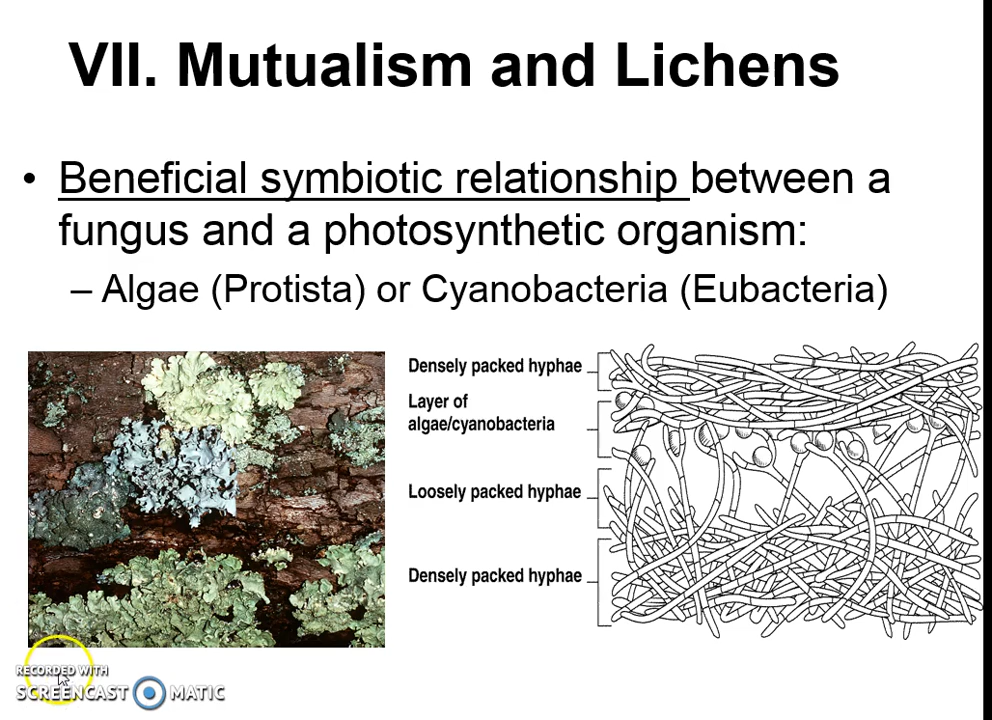 VII. Mutualism and Lichens
• Beneficial symbiotic relationship between a
fungus and a photosynthetic organism:
– Algae (Protista) or Cyanobacteria (Eubacteria)
Densely packed hyphae
Layer of
algae/cyanobacteria
Loosely packed hyphae
Densely packed hyphae
RECORDED WITH
SCREENCAST MATIC